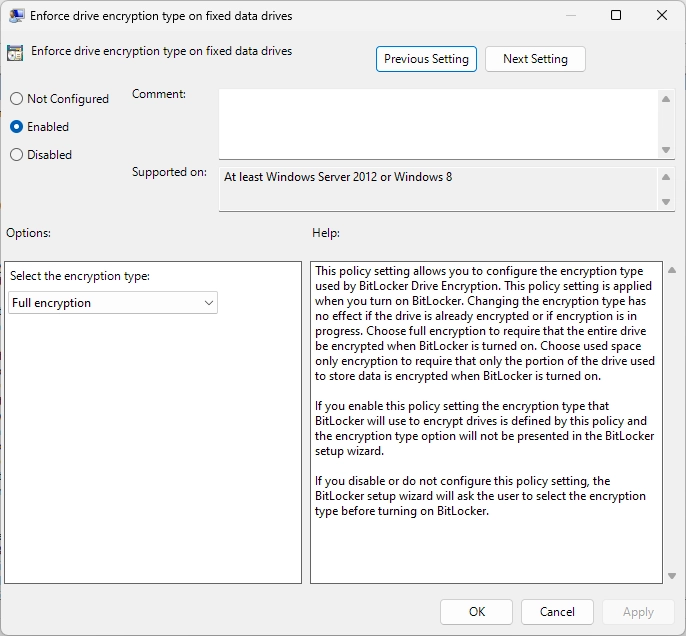 Enforce drive encryption type on fixed data drives
Enforce drive encryption type on fixed data drives
Previous Setting
Next Setting
Not Configured
Comment:
Enabled
Disabled
Supported on:
At least Windows Server 2012 or Windows 8
Options:
Help:
Select the encryption type:
Full encryption
This policy setting allows you to configure the encryption type
used by BitLocker Drive Encryption. This policy setting is applied
when you turn on BitLocker. Changing the encryption type has
no effect if the drive is already encrypted or if encryption is in
progress. Choose full encryption to require that the entire drive
be encrypted when BitLocker is turned on. Choose used space
only encryption to require that only the portion of the drive used
to store data is encrypted when BitLocker is turned on.
If you enable this policy setting the encryption type that
BitLocker will use to encrypt drives is defined by this policy and
the encryption type option will not be presented in the BitLocker
setup wizard.
If you disable or do not configure this policy setting, the
BitLocker setup wizard will ask the user to select the encryption
type before turning on BitLocker.
OK
Cancel
Apply